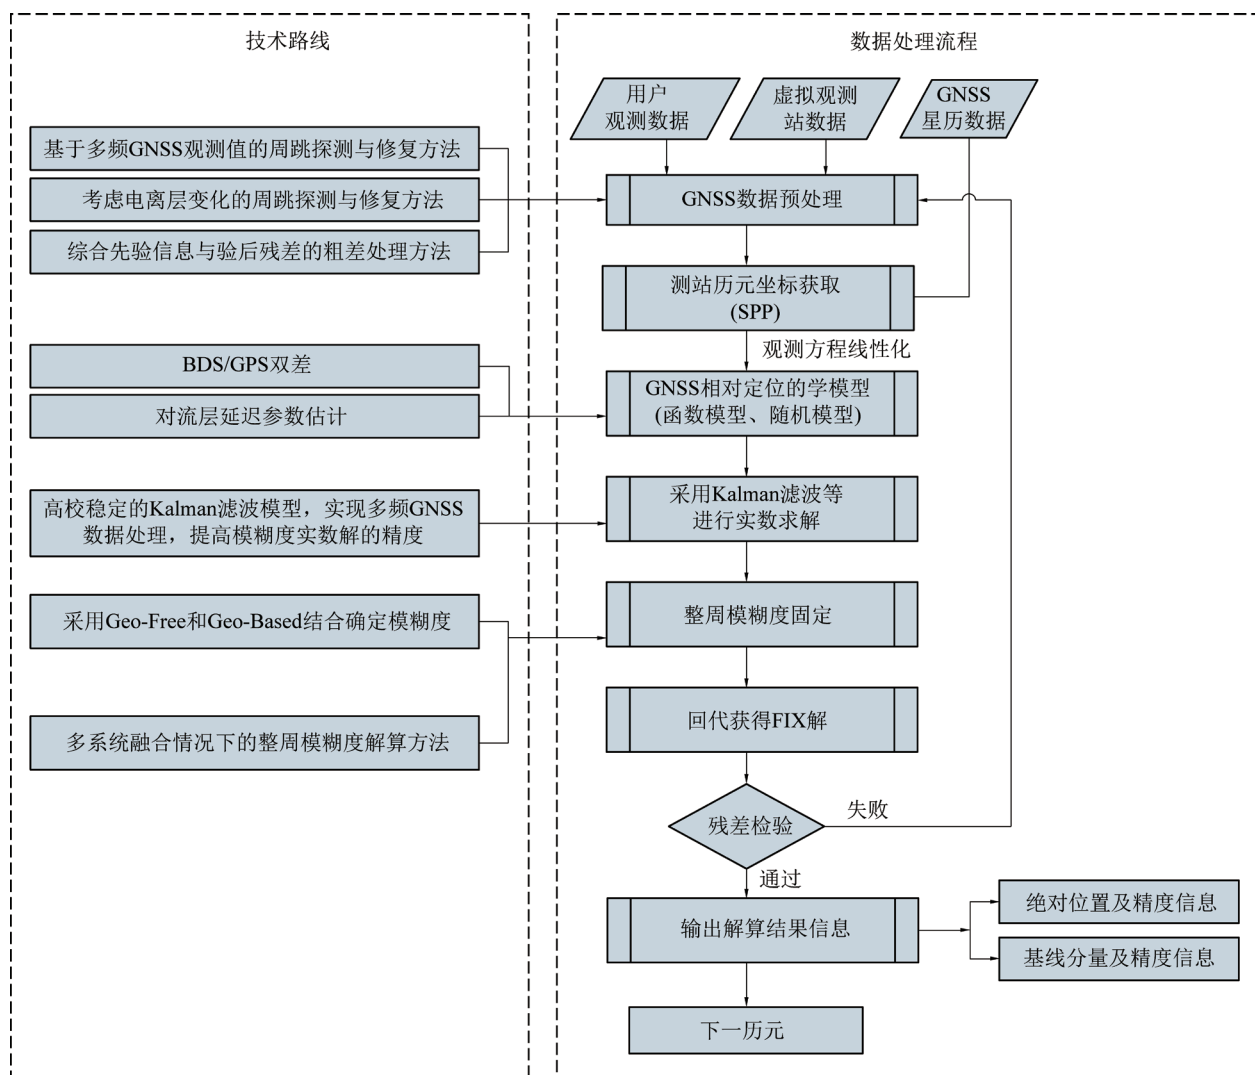 技术路线
基于多频GNSS观测值的周跳探测与修复方法
考虑电离层变化的周跳探测与修复方法
综合先验信息与验后残差的粗差处理方法
BDS/GPS双差
对流层延迟参数估计
高校稳定的Kalman滤波模型，实现多频GNSS
数据处理，提高模糊度实数解的精度
采用Geo-Free和Geo-Based结合确定模糊度
多系统融合情况下的整周模糊度解算方法
数据处理流程
用户
观测数据
虚拟观测
站数据
GNSS
星历数据
GNSS数据预处理
测站历元坐标获取
(SPP)
观测方程线性化
GNSS相对定位的学模型
(函数模型、随机模型)
采用Kalman滤波等
进行实数求解
整周模糊度固定
回代获得FIX解
残差检验
失败
通过
输出解算结果信息
绝对位置及精度信息
基线分量及精度信息
下一历元